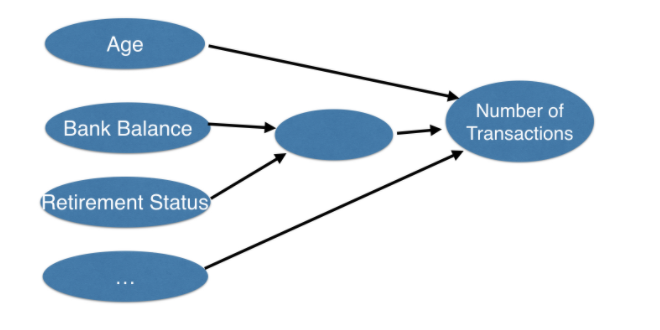 Age
Bank Balance
Retirement Status
...
Number of
Transactions